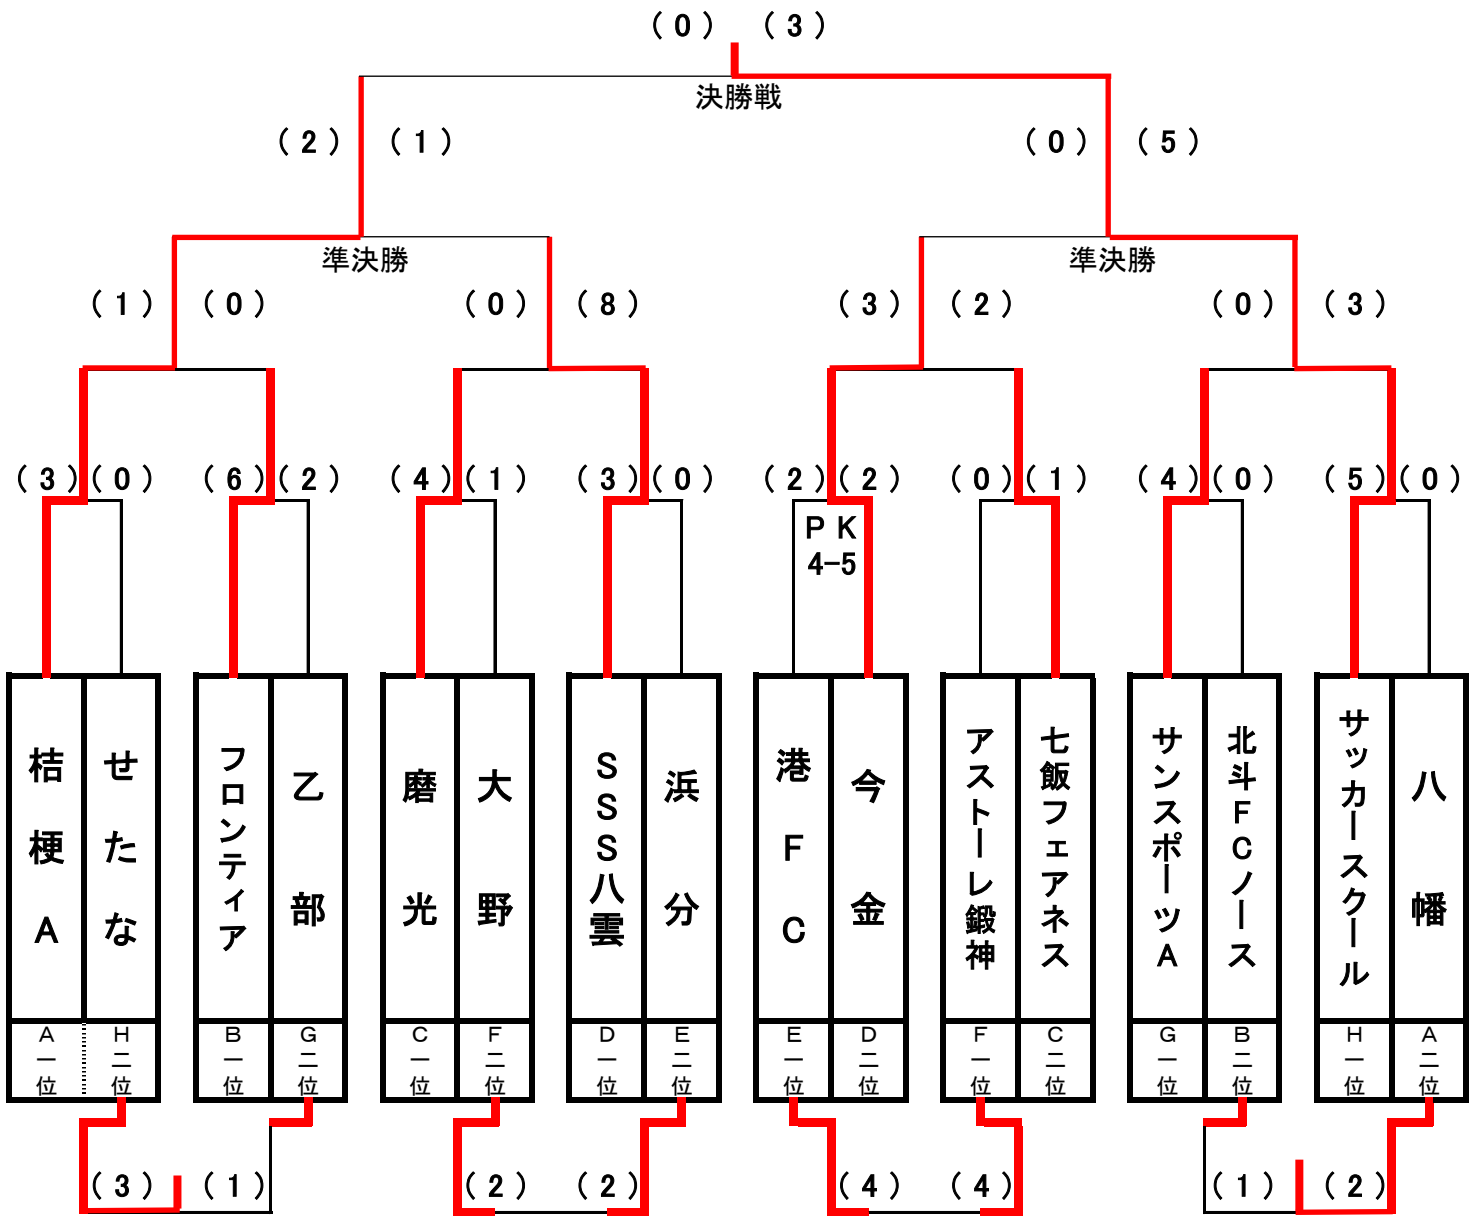 (0) (3)
決勝戦
(2) (1) (0) (5)
準決勝 準決勝
(1) (0) (0) (8) (3) (2) (0) (3)
(3)(0) (6)(2) (4)(1) (3)(0) (2)(2) (0)(1) (4)(0) (5)(0)
PK
4-5
桔梗A
せたな
フロンティア
乙部
磨光
大野
SSS八雲
浜分
港FC
今金
アストーレ鍛神
七飯フェアネス
サンスポーツA
北斗FCノース
サッカースクール
八幡
A一位
H二位
B一位
G二位
C一位
F二位
D一位
E二位
E一位
D二位
F一位
C二位
G一位
B二位
H一位
A二位
(3) (1) (2) (2) (4) (4) (1) (2)